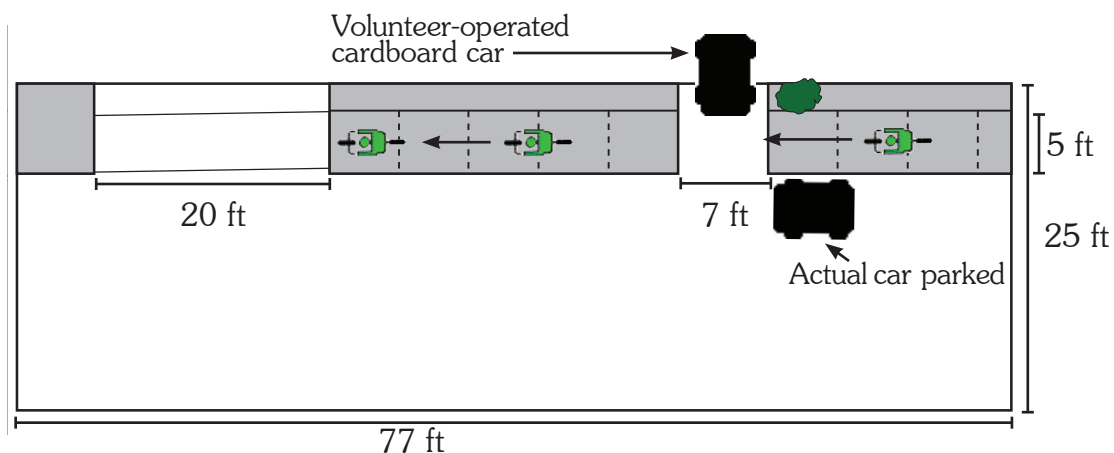 Volunteer-operated
cardboard car
5 ft
20 ft
7 ft
25 ft
Actual car parked
77 ft